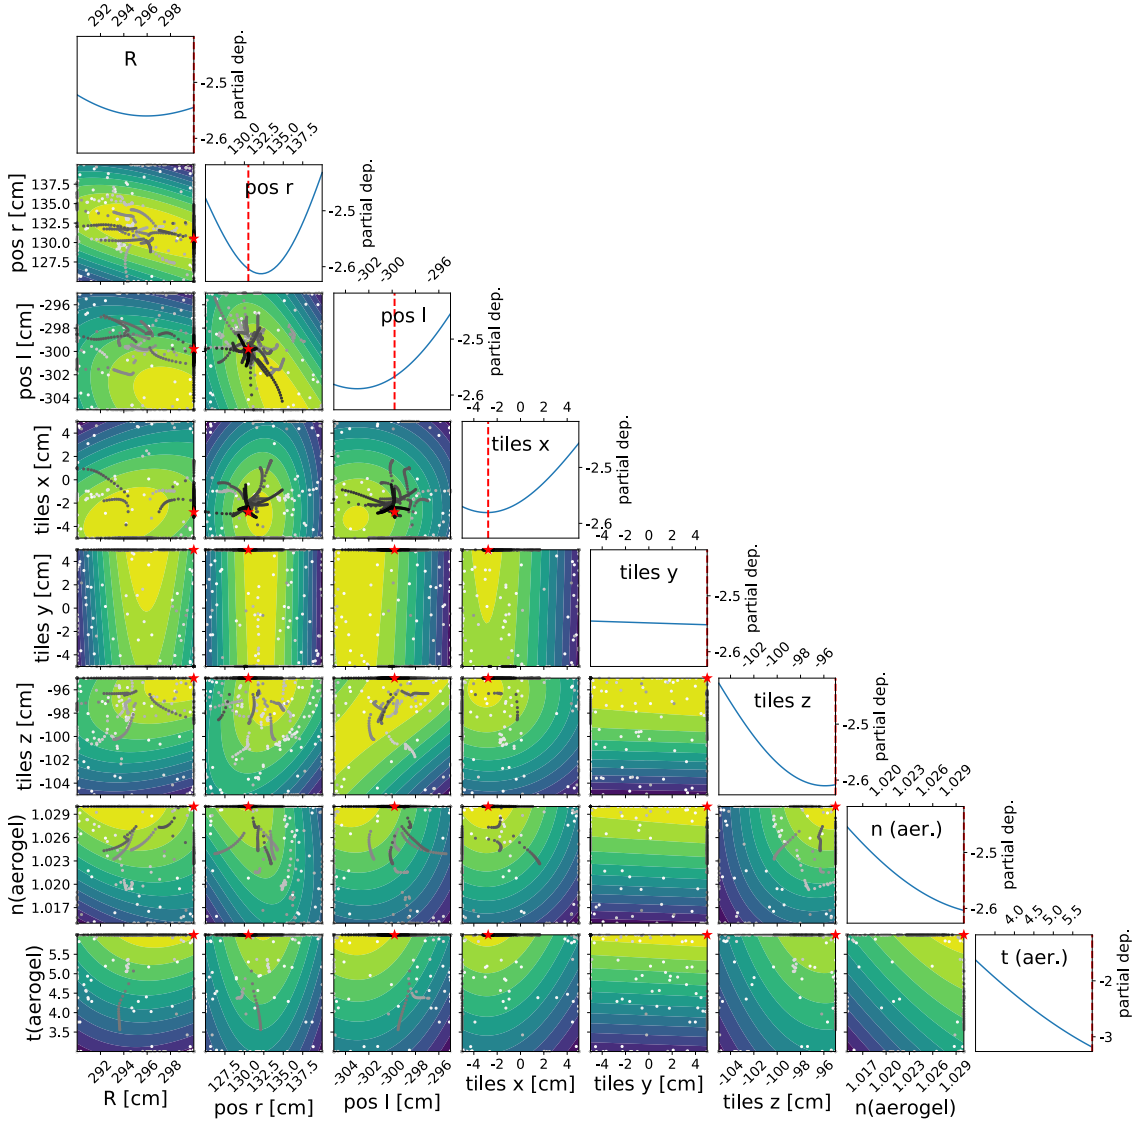 292 294 296 298
R
-2.5
-2.6
partial dep.
130.0 132.5 135.0 137.5
pos r [cm]
137.5
135.0
132.5
130.0
127.5
pos r
-2.5
-2.6
partial dep.
-302 -300 -296
pos l [cm]
-296
-298
-300
-302
-304
pos l
-2.5
-2.6
partial dep.
-4 -2 0 2 4
tiles x [cm]
4
2
0
-2
-4
tiles x
-2.5
-2.6
partial dep.
-4 -2 0 2 4
tiles y [cm]
4
2
0
-2
-4
tiles y
-2.5
-2.6
partial dep.
-102 -100 -98 -96
tiles z [cm]
-96
-98
-100
-102
-104
tiles z
-2.5
-2.6
partial dep.
1.020 1.023 1.026 1.029
n(aerogel)
1.029
1.026
1.023
1.020
1.017
n (aer.)
-2.5
-2.6
partial dep.
4.0 4.5 5.0 5.5
t(aerogel)
5.5
5.0
4.5
4.0
3.5
t (aer.)
-2
-3
partial dep.
292 294 296 298
R [cm]
127.5 130.0 132.5 135.0 137.5
pos r [cm]
-304 -302 -300 -298 -296
pos l [cm]
-4 -2 0 2 4
tiles x [cm]
-4 -2 0 2 4
tiles y [cm]
-104 -102 -100 -98 -96
tiles z [cm]
1.017 1.020 1.023 1.026 1.029
n(aerogel)